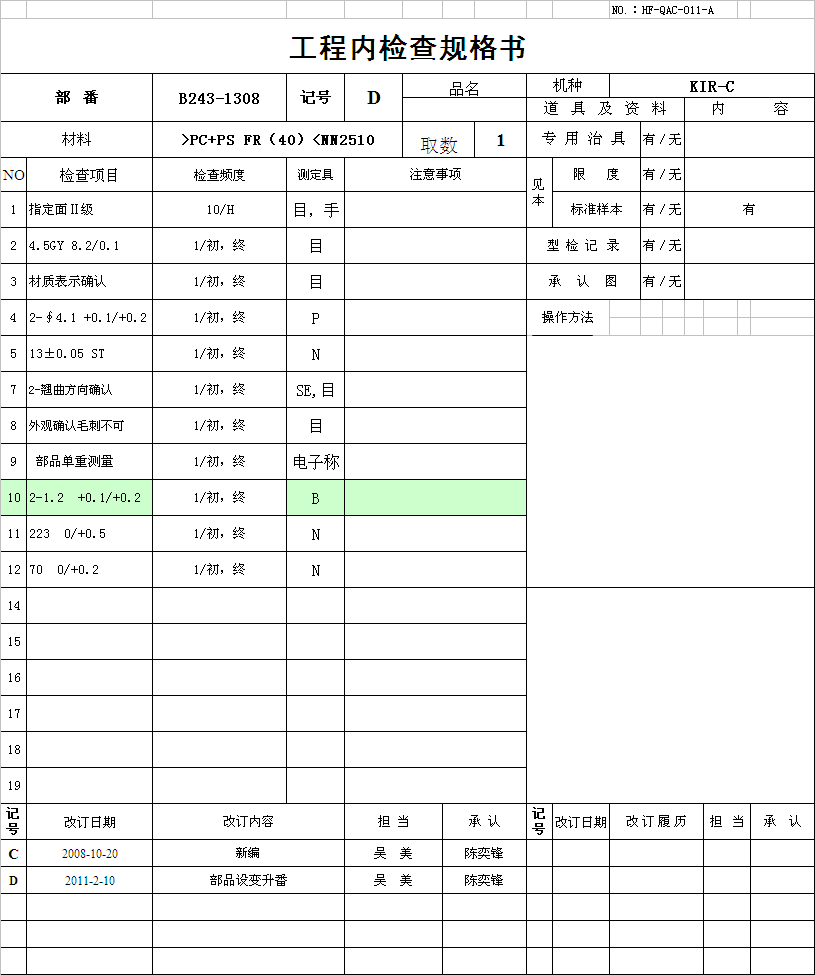 NO.：HF-QAC-011-A
工程内检查规格书
部 番 B243-1308 记号 D 品名 机种 KIR-C
道 具 及 资 料 内 容
材料 >PC+PS FR（40）<NN2510 取数 1 专 用 治 具 有/无
NO 检查项目 检查频度 测定具 注意事项 见本 限 度 有/无
1 指定面Ⅱ级 10/H 目，手 标准样本 有/无 有
2 4.5GY 8.2/0.1 1/初，终 目 型 检 记 录 有/无
3 材质表示确认 1/初，终 目 承 认 图 有/无
4 2-∮4.1 +0.1/+0.2 1/初，终 P 操作方法
5 13±0.05 ST 1/初，终 N
7 2-翘曲方向确认 1/初，终 SE,目
8 外观确认毛刺不可 1/初，终 目
9 部品单重测量 1/初，终 电子称
10 2-1.2 +0.1/+0.2 1/初，终 B
11 223 0/+0.5 1/初，终 N
12 70 0/+0.2 1/初，终 N
14
15
16
17
18
19
记号 改订日期 改订内容 担 当 承 认 记号 改订日期 改订履历 担 当 承 认
C 2008-10-20 新编 吴 美 陈奕锋
D 2011-2-10 部品设变升番 吴 美 陈奕锋